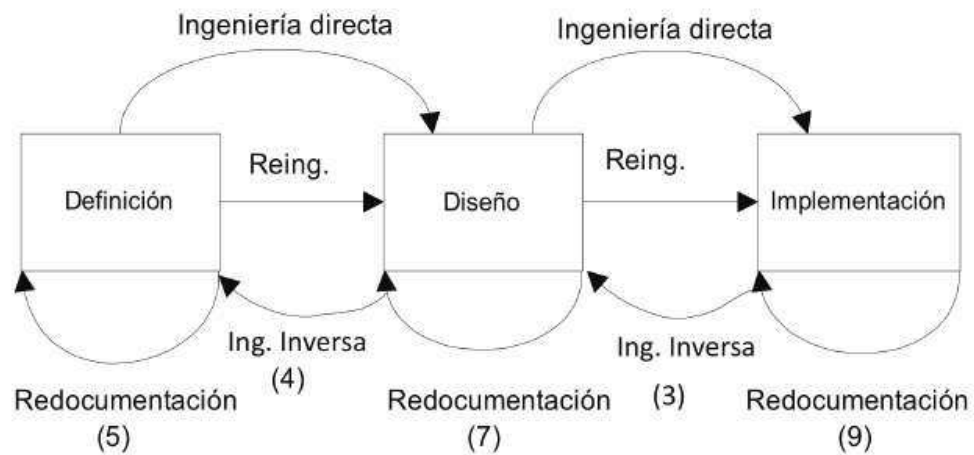 Ingeniería directa
Ingeniería directa
Reing.
Reing.
Definición
Diseño
Implementación
Ing. Inversa
(4)
Ing. Inversa
(3)
Redocumentación
(5)
Redocumentación
(7)
Redocumentación
(9)